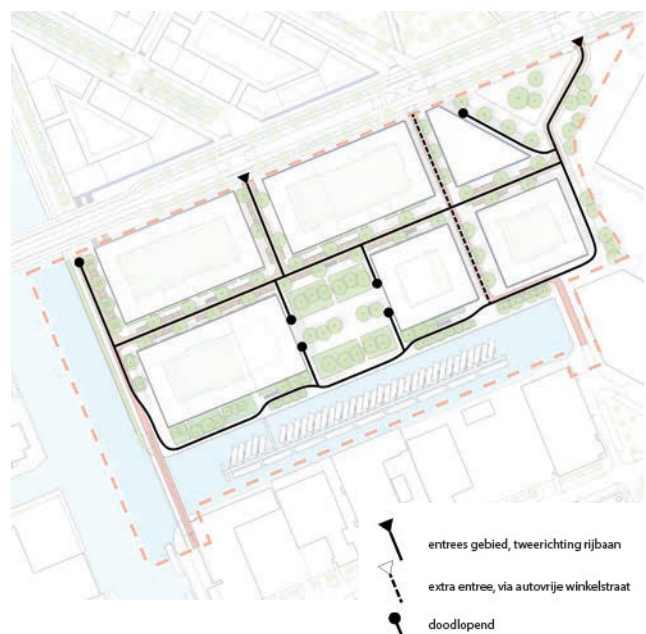 entrees gebied, tweerichting rijbaan
extra entree, via autovrije winkelstraat
doodlopend